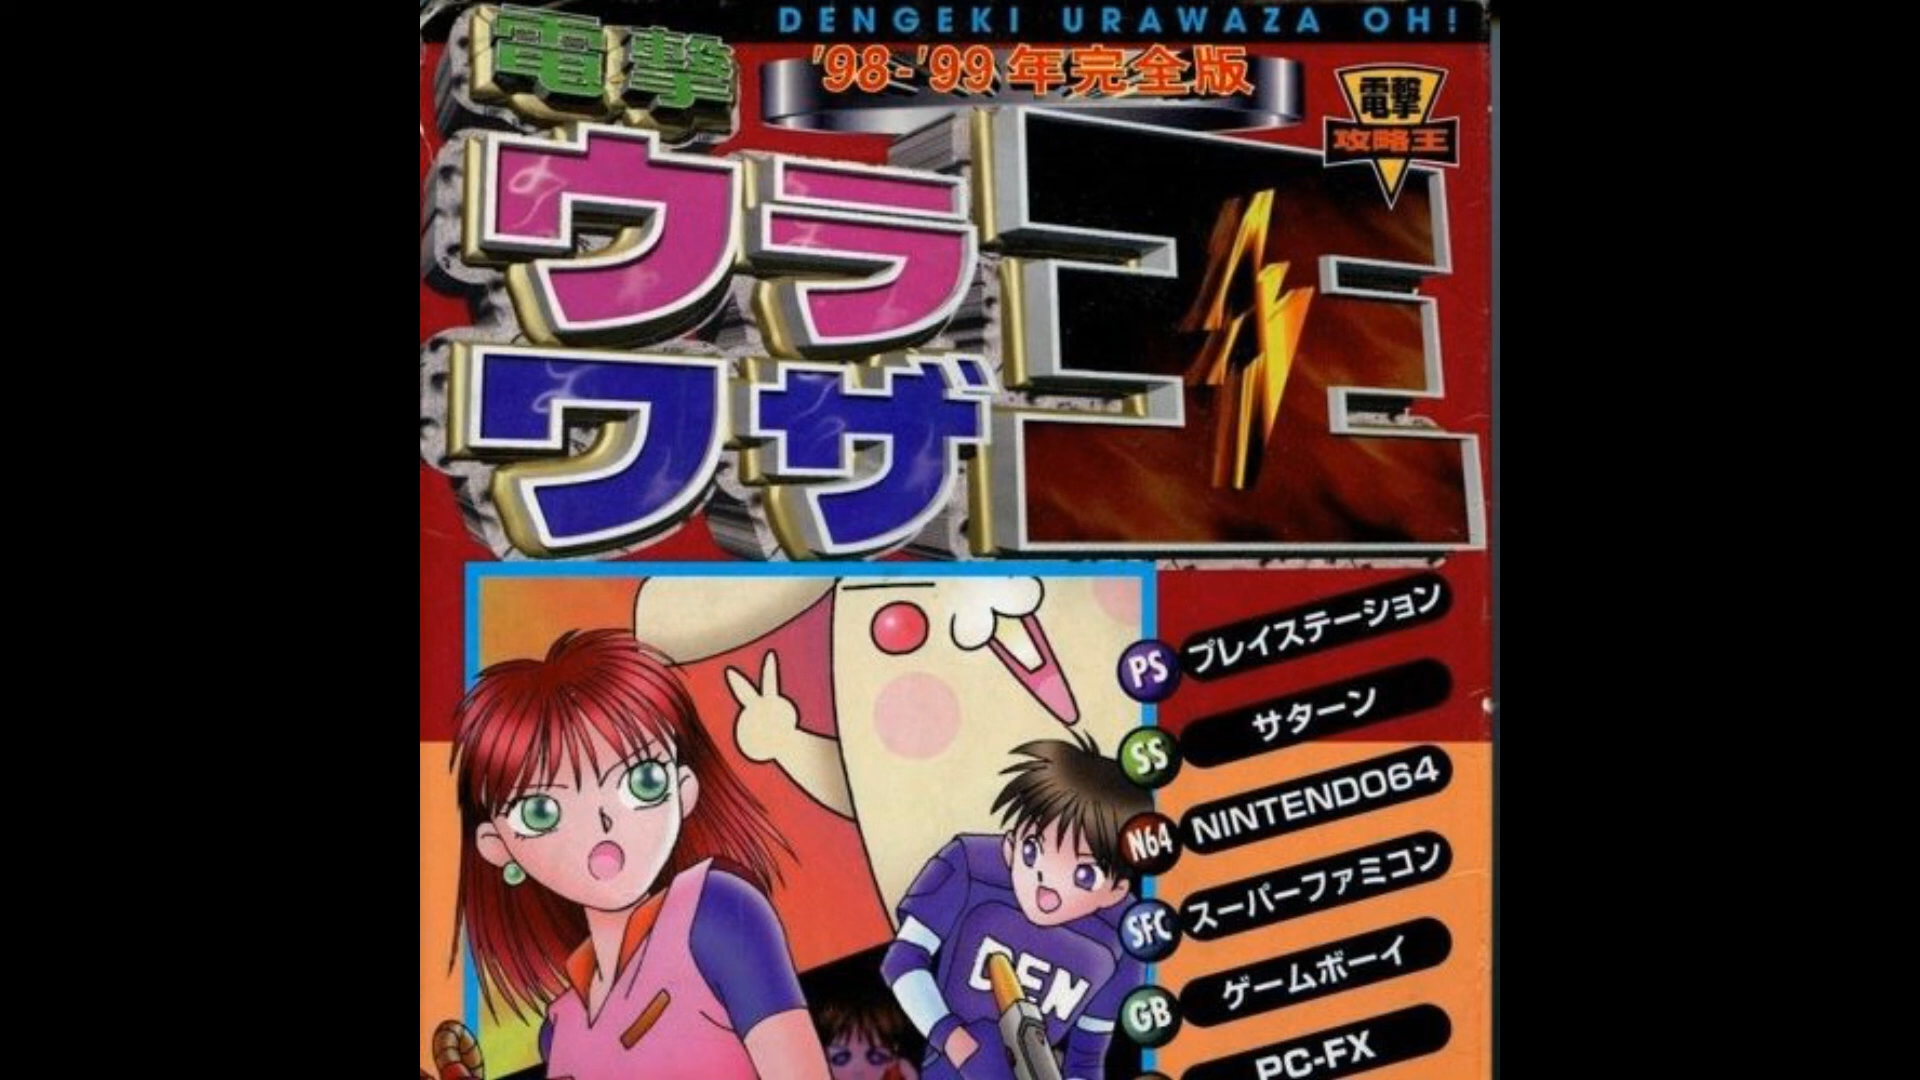 DENGEKI URAWAZA OH!
'98-'99年完全版
電撃
攻略王
電撃
ウラ
ワザ
王
PS プレイステーション
SS サターン
N64 NINTENDO64
SFC スーパーファミコン
GB ゲームボーイ
PC-FX
DEN